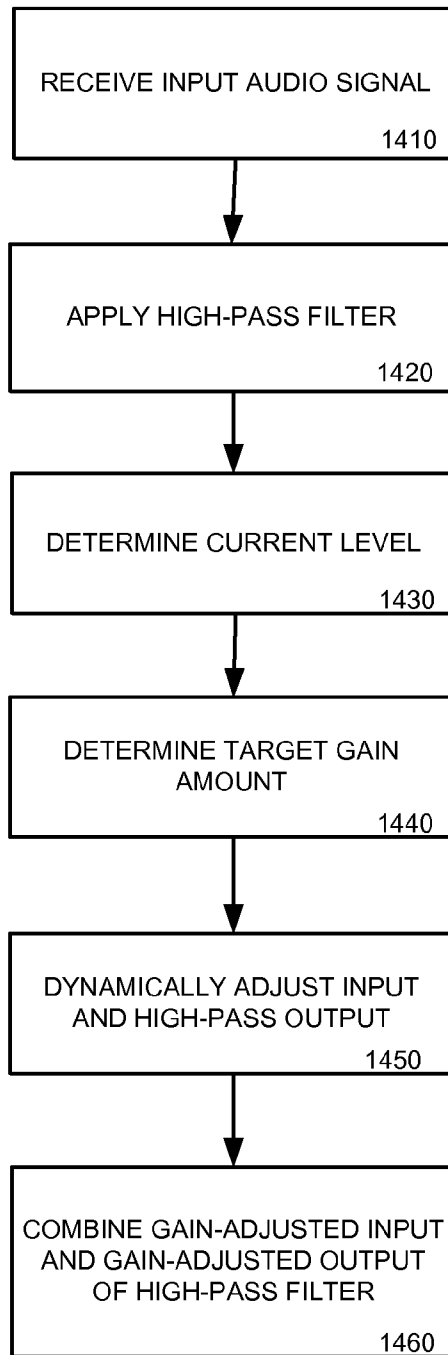 RECEIVE INPUT AUDIO SIGNAL
1410
APPLY HIGH-PASS FILTER
1420
DETERMINE CURRENT LEVEL
1430
DETERMINE TARGET GAIN
AMOUNT
1440
DYNAMICALLY ADJUST INPUT
AND HIGH-PASS OUTPUT
1450
COMBINE GAIN-ADJUSTED INPUT
AND GAIN-ADJUSTED OUTPUT
OF HIGH-PASS FILTER
1460